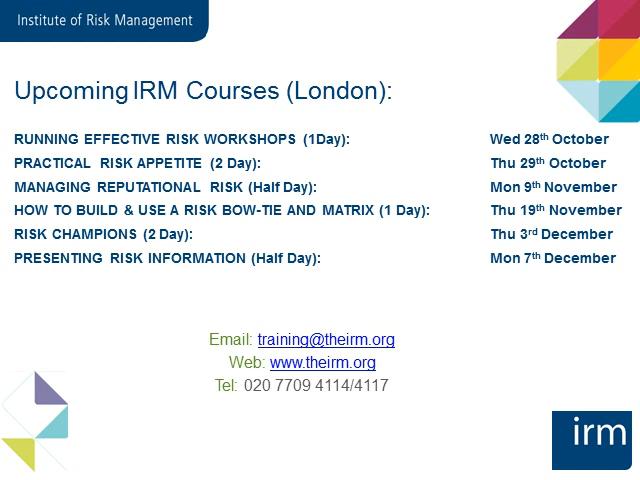 Institute of Risk Management
Upcoming IRM Courses (London):
RUNNING EFFECTIVE RISK WORKSHOPS (1Day): Wed 28th October
PRACTICAL RISK APPETITE (2 Day): Thu 29th October
MANAGING REPUTATIONAL RISK (Half Day): Mon 9th November
HOW TO BUILD & USE A RISK BOW-TIE AND MATRIX (1 Day): Thu 19th November
RISK CHAMPIONS (2 Day): Thu 3rd December
PRESENTING RISK INFORMATION (Half Day): Mon 7th December
Email: training@theirm.org
Web: www.theirm.org
Tel: 020 7709 4114/4117
irm